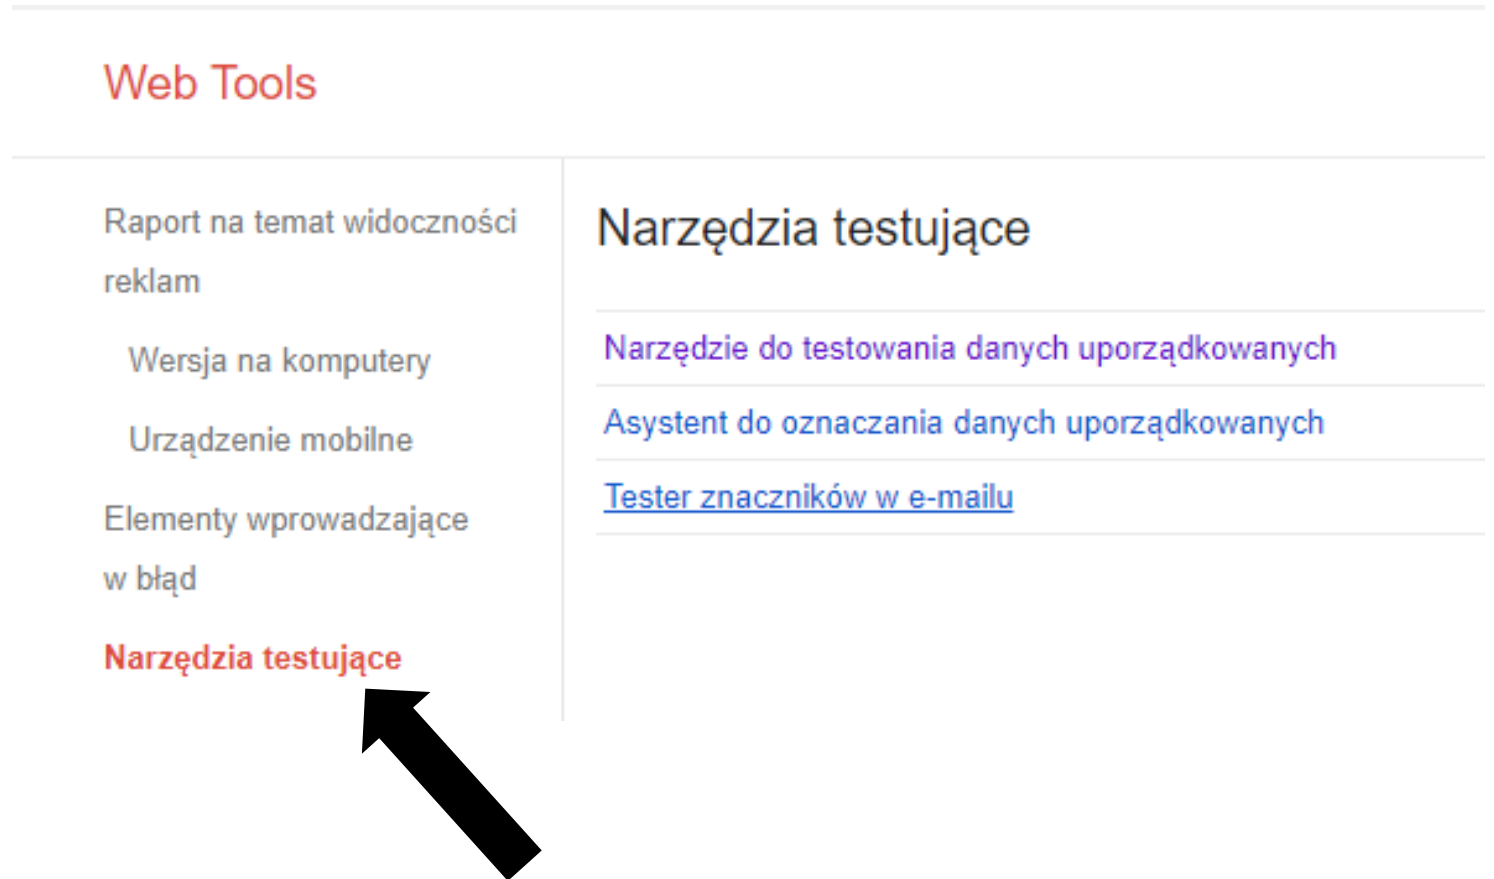 Web Tools
Raport na temat widoczności
reklam
Wersja na komputery
Urządzenie mobilne
Elementy wprowadzające
w błąd
Narzędzia testujące
Narzędzia testujące
Narzędzie do testowania danych uporządkowanych
Asystent do oznaczania danych uporządkowanych
Tester znaczników w e-mailu